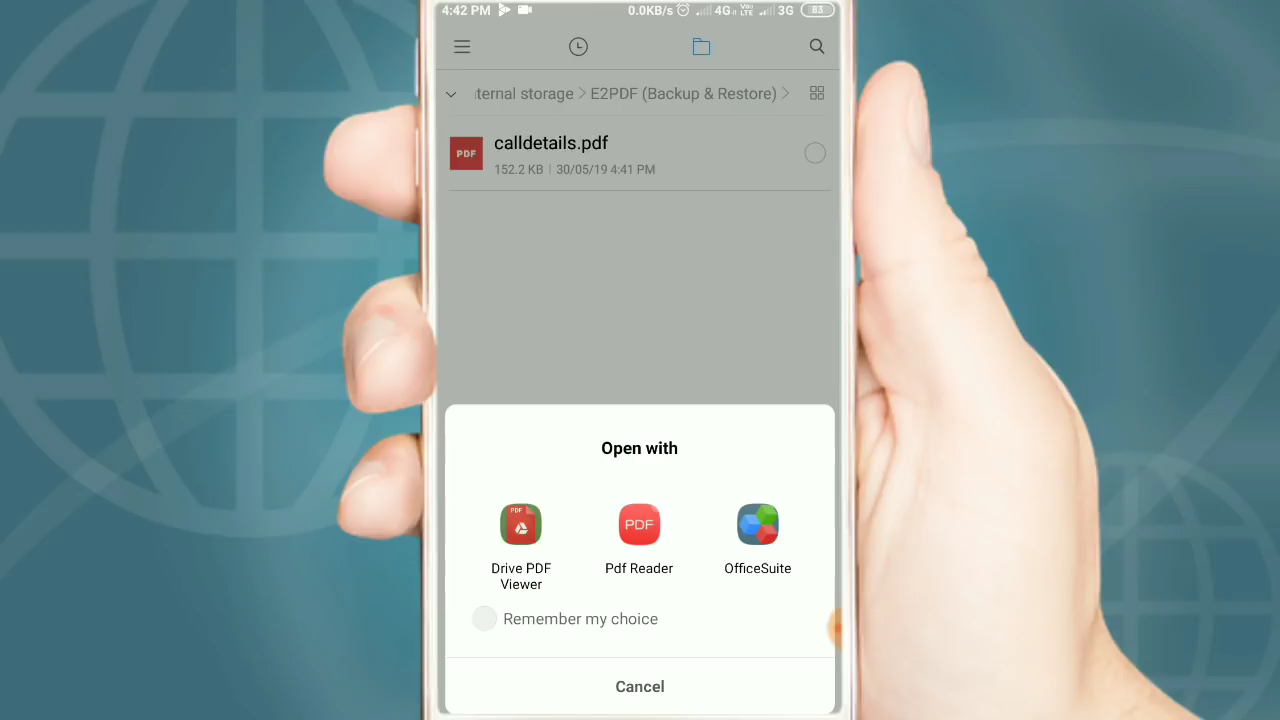 4:42 PM 0.0KB/s 4G Vo LTE 3G 83
ternal storage > E2PDF (Backup & Restore) >
PDF calldetails.pdf
152.2 KB | 30/05/19 4:41 PM
Open with
PDF PDF
Drive PDF Viewer
Pdf Reader
OfficeSuite
Remember my choice
Cancel